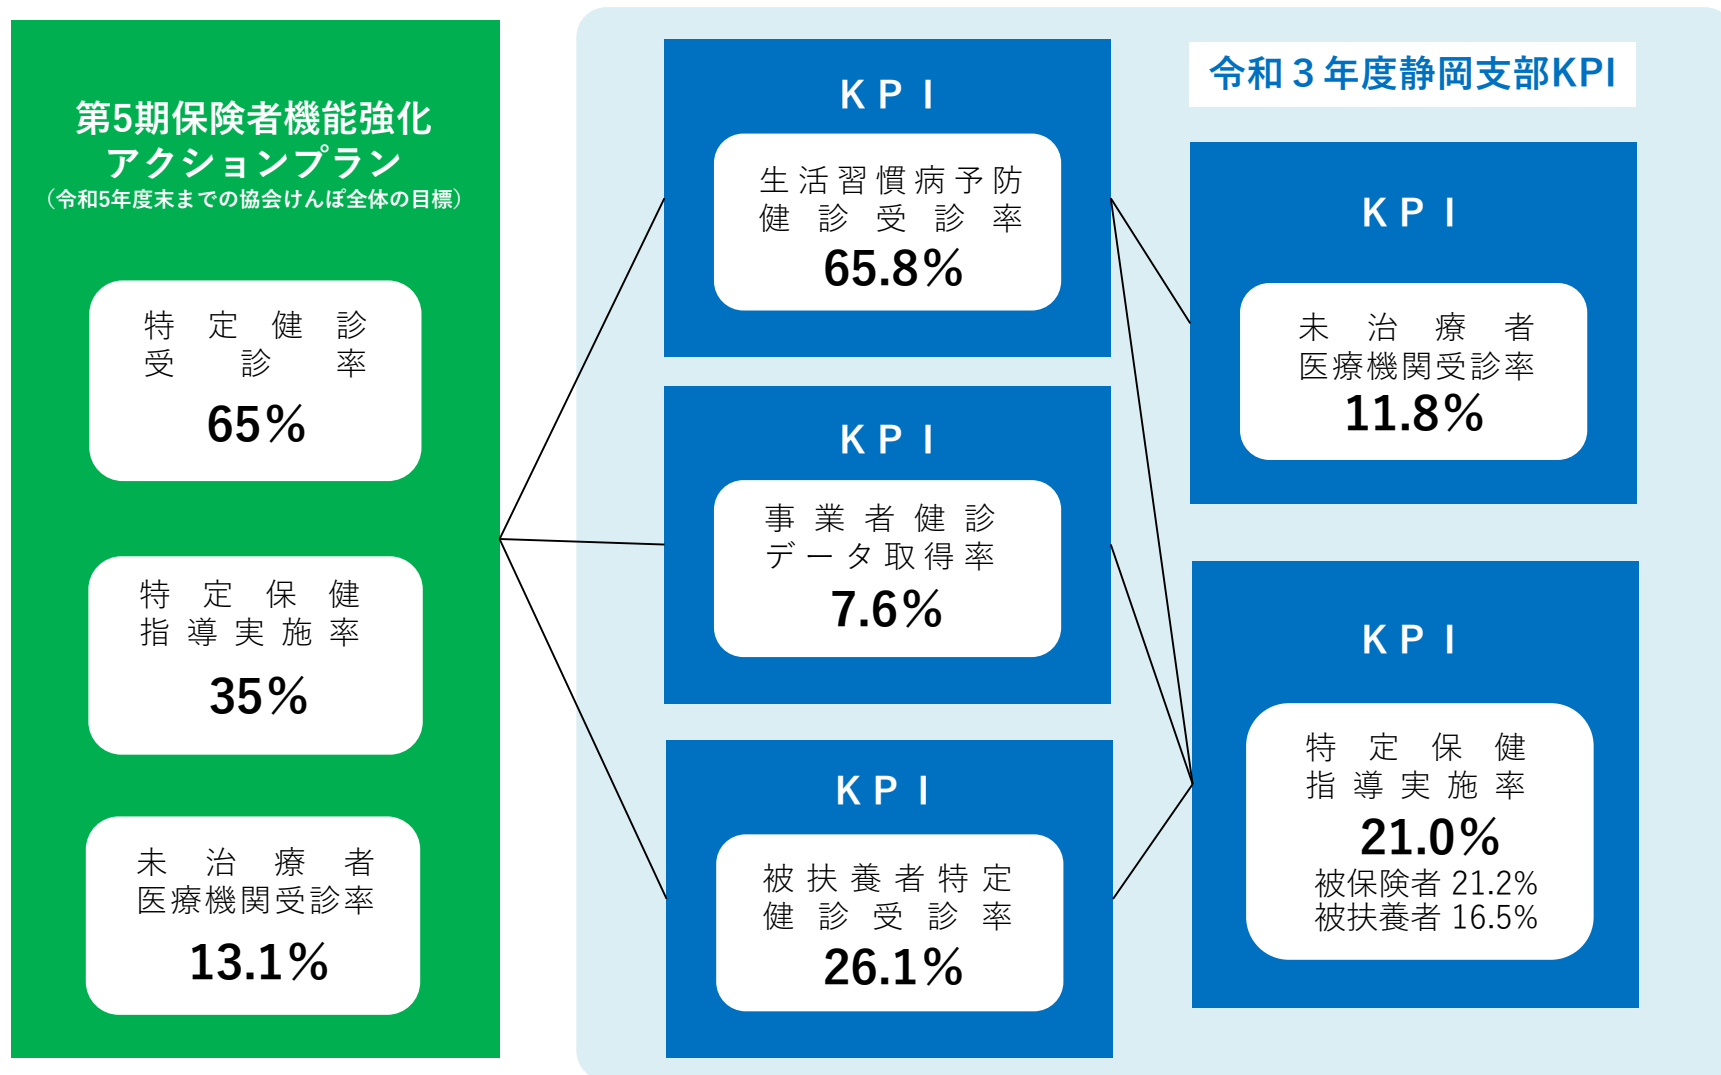 第5期保険者機能強化
アクションプラン
（令和5年度末までの協会けんぽ全体の目標）
特定健診
受診率
65%
特定保健
指導実施率
35%
未治療者
医療機関受診率
13.1%
KPI
生活習慣病予防
健診受診率
65.8%
KPI
事業者健診
データ取得率
7.6%
KPI
被扶養者特定
健診受診率
26.1%
令和３年度静岡支部KPI
KPI
未治療者
医療機関受診率
11.8%
KPI
特定保健
指導実施率
21.0%
被保険者 21.2%
被扶養者 16.5%